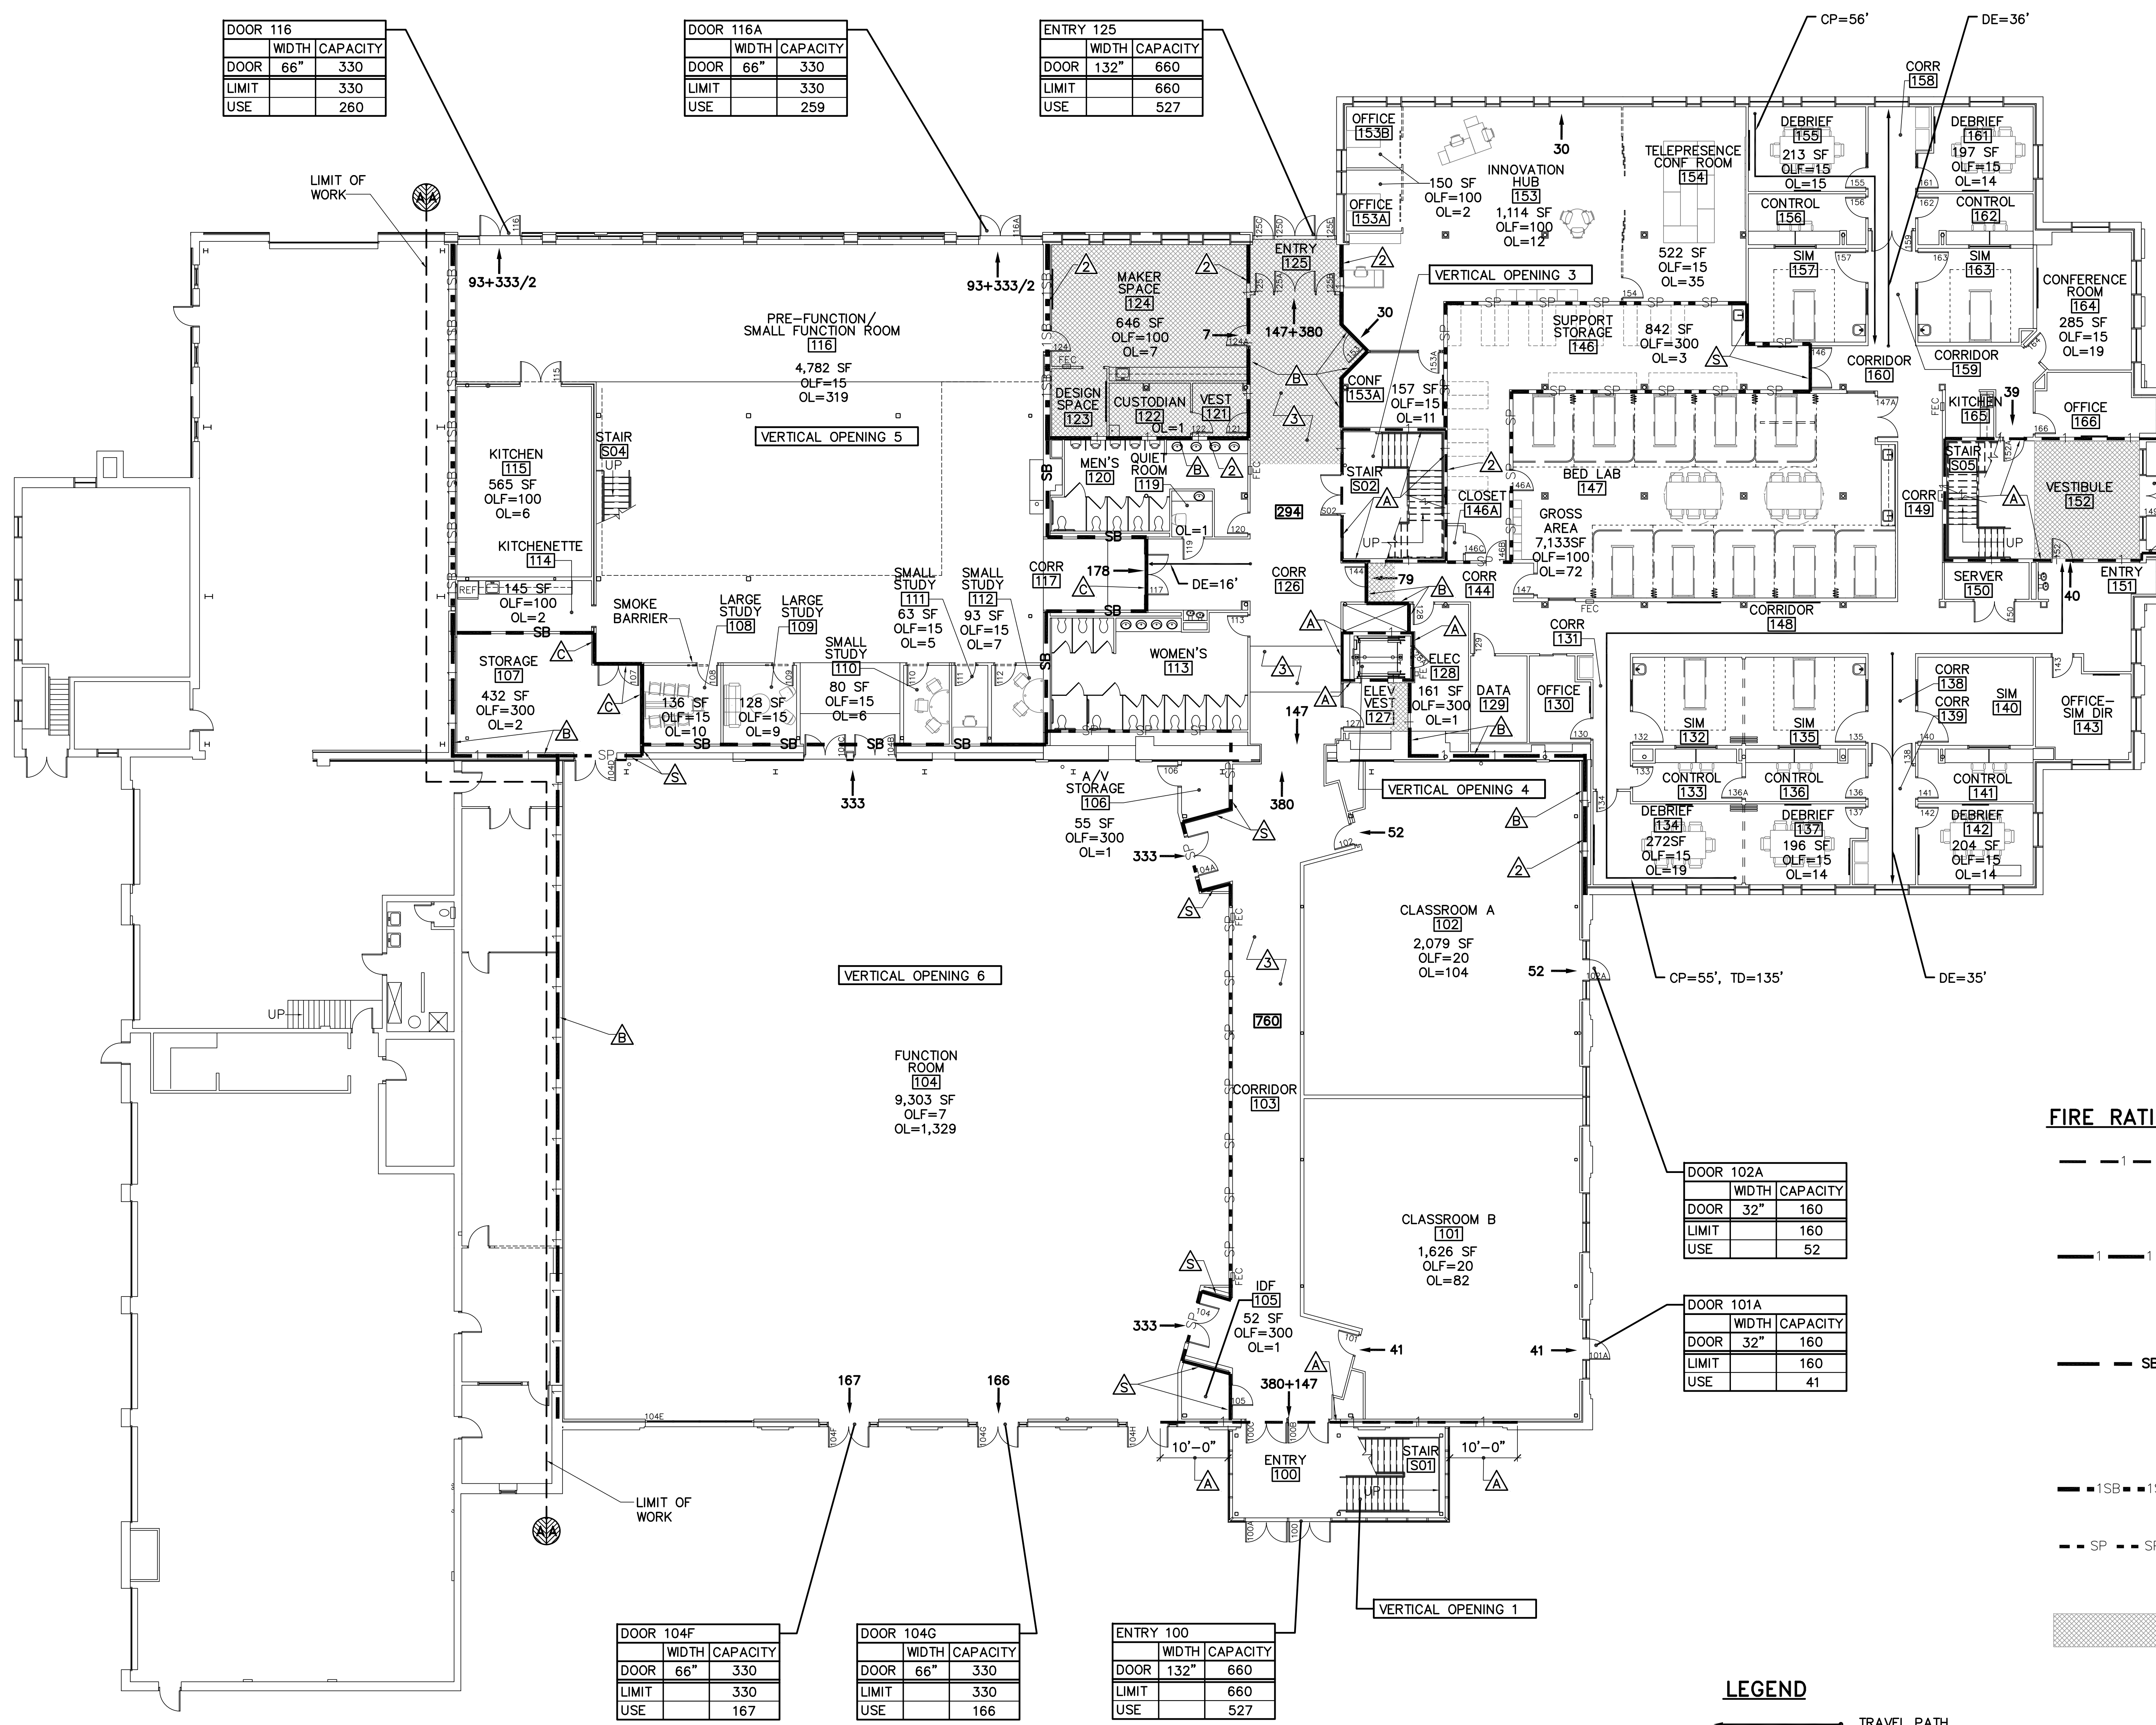 DOOR 116
WIDTH CAPACITY
DOOR 66" 330
LIMIT 330
USE 260
DOOR 116A
WIDTH CAPACITY
DOOR 66" 330
LIMIT 330
USE 259
ENTRY 125
WIDTH CAPACITY
DOOR 132" 660
LIMIT 660
USE 527
CP=56'
DE=36'
CORR
158
LIMIT OF
WORK
AA
93+333/2
93+333/2
PRE-FUNCTION/
SMALL FUNCTION ROOM
116
4,782 SF
OLF=15
OL=319
VERTICAL OPENING 5
KITCHEN
115
565 SF
OLF=100
OL=6
STAIR
S04
UP
KITCHENETTE
114
REF
145 SF
OLF=100
OL=2
SMOKE
BARRIER
STORAGE
107
432 SF
OLF=300
OL=2
LARGE
STUDY
108
136 SF
OLF=15
OL=10
LARGE
STUDY
109
128 SF
OLF=15
OL=9
SMALL
STUDY
110
80 SF
OLF=15
OL=6
SMALL
STUDY
111
63 SF
OLF=15
OL=5
SMALL
STUDY
112
93 SF
OLF=15
OL=7
CORR
117
178
DE=16'
MAKER
SPACE
124
646 SF
OLF=100
OL=7
7
DESIGN
SPACE
123
CUSTODIAN
122
OL=1
VEST
121
MEN'S
120
QUIET
ROOM
119
OL=1
WOMEN'S
113
ENTRY
125
147+380
30
294
CORR
126
147
380
OFFICE
153B
OFFICE
153A
150 SF
OLF=100
OL=2
INNOVATION
HUB
153
1,114 SF
OLF=100
OL=12
30
TELEPRESENCE
CONF ROOM
154
522 SF
OLF=15
OL=35
VERTICAL OPENING 3
CONF
153A
157 SF
OLF=15
OL=11
STAIR
S02
UP
SUPPORT
STORAGE
146
842 SF
OLF=300
OL=3
CLOSET
146A
DEBRIEF
155
213 SF
OLF=15
OL=15
CONTROL
156
SIM
157
DEBRIEF
161
197 SF
OLF=15
OL=14
CONTROL
162
SIM
163
CONFERENCE
ROOM
164
285 SF
OLF=15
OL=19
CORRIDOR
160
CORRIDOR
159
KITCHEN
165
39
OFFICE
166
BED LAB
147
GROSS
AREA
7,133SF
OLF=100
OL=72
CORR
149
STAIR
S05
UP
VESTIBULE
152
SERVER
150
40
ENTRY
151
79
CORR
144
CORRIDOR
148
CORR
131
ELEC
128
161 SF
OLF=300
OL=1
ELEV
VEST
127
DATA
129
OFFICE
130
SIM
132
SIM
135
CONTROL
133
CONTROL
136
DEBRIEF
134
272SF
OLF=15
OL=19
DEBRIEF
137
196 SF
OLF=15
OL=14
CORR
138
CORR
139
SIM
140
OFFICE-
SIM DIR
143
CONTROL
141
DEBRIEF
142
204 SF
OLF=15
OL=14
CP=55', TD=135'
DE=35'
VERTICAL OPENING 4
333
A/V
STORAGE
106
55 SF
OLF=300
OL=1
52
333
CLASSROOM A
102
2,079 SF
OLF=20
OL=104
52
VERTICAL OPENING 6
760
UP
FUNCTION
ROOM
104
9,303 SF
OLF=7
OL=1,329
CORRIDOR
103
CLASSROOM B
101
1,626 SF
OLF=20
OL=82
IDF
105
52 SF
OLF=300
OL=1
333
41
41
167
166
380+147
10'-0"
ENTRY
100
STAIR
S01
UP
10'-0"
LIMIT OF
WORK
AA
VERTICAL OPENING 1
DOOR 102A
WIDTH CAPACITY
DOOR 32" 160
LIMIT 160
USE 52
DOOR 101A
WIDTH CAPACITY
DOOR 32" 160
LIMIT 160
USE 41
DOOR 104F
WIDTH CAPACITY
DOOR 66" 330
LIMIT 330
USE 167
DOOR 104G
WIDTH CAPACITY
DOOR 66" 330
LIMIT 330
USE 166
ENTRY 100
WIDTH CAPACITY
DOOR 132" 660
LIMIT 660
USE 527
FIRE RATI
1
1 1
SB
1SB
SP
LEGEND
TRAVEL PATH